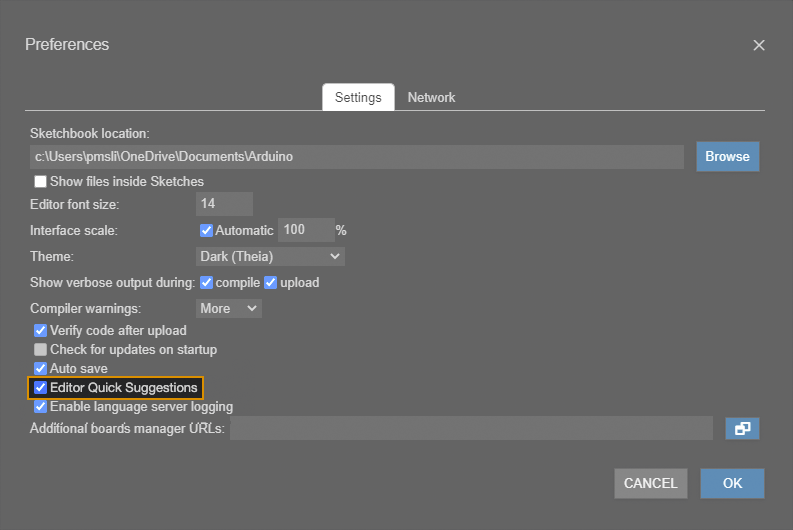 Preferences
Settings Network
Sketchbook location:
c:\Users\pmsli\OneDrive\Documents\Arduino Browse
Show files inside Sketches
Editor font size: 14
Interface scale: Automatic 100 %
Theme: Dark (Theia)
Show verbose output during: compile upload
Compiler warnings: More
Verify code after upload
Check for updates on startup
Auto save
Editor Quick Suggestions
Enable language server logging
Additional boards manager URLs:
CANCEL OK